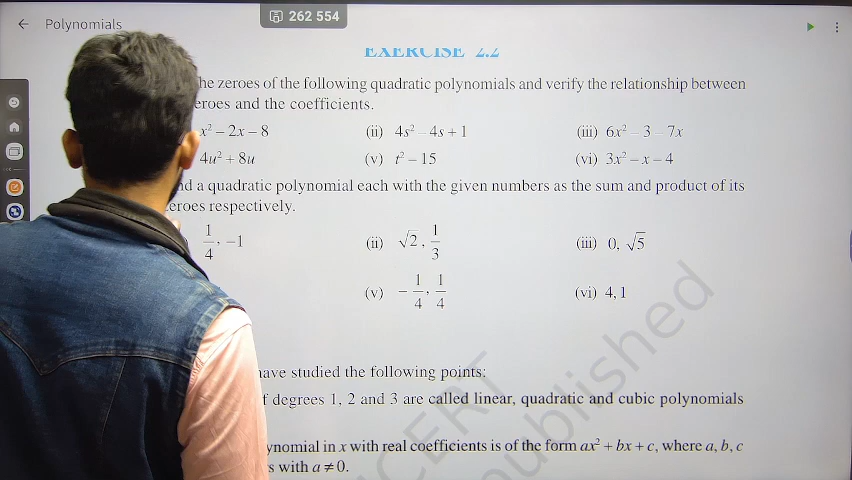 Polynomials
262 554
EXERCISE 2.2
he zeroes of the following quadratic polynomials and verify the relationship between
eroes and the coefficients.
x² – 2x – 8 (ii) 4s² – 4s + 1 (iii) 6x² – 3 – 7x
4u² + 8u (v) t² – 15 (vi) 3x² – x – 4
nd a quadratic polynomial each with the given numbers as the sum and product of its
eroes respectively.
1/4, –1 (ii) √2, 1/3 (iii) 0, √5
(v) –1/4, 1/4 (vi) 4, 1
have studied the following points:
f degrees 1, 2 and 3 are called linear, quadratic and cubic polynomials
ynomial in x with real coefficients is of the form ax² + bx + c, where a, b, c
s with a ≠ 0.
NCERT
published